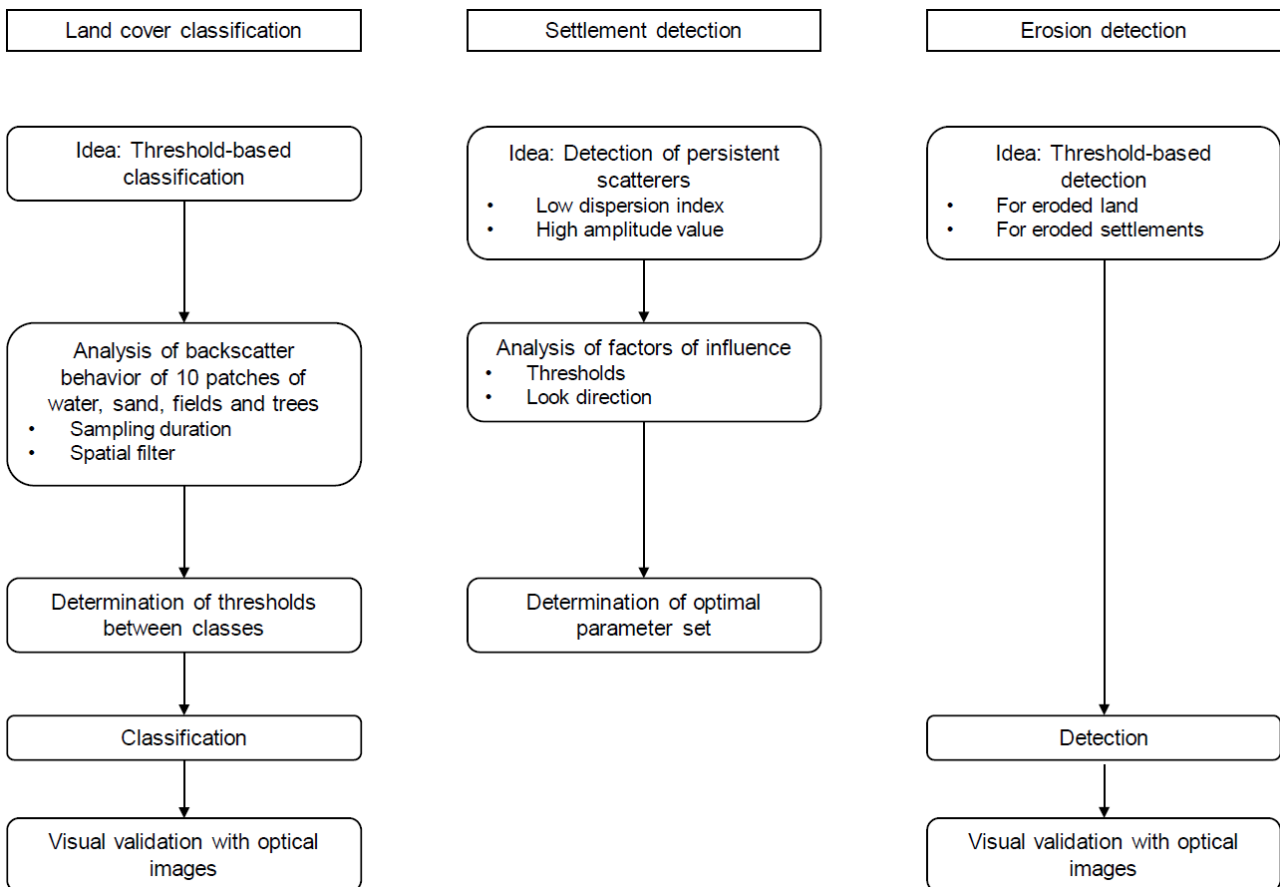 Land cover classification
Settlement detection
Erosion detection
Idea: Threshold-based
classification
Idea: Detection of persistent
scatterers
• Low dispersion index
• High amplitude value
Idea: Threshold-based
detection
• For eroded land
• For eroded settlements
Analysis of backscatter
behavior of 10 patches of
water, sand, fields and trees
• Sampling duration
• Spatial filter
Analysis of factors of influence
• Thresholds
• Look direction
Determination of thresholds
between classes
Determination of optimal
parameter set
Classification
Detection
Visual validation with optical
images
Visual validation with optical
images